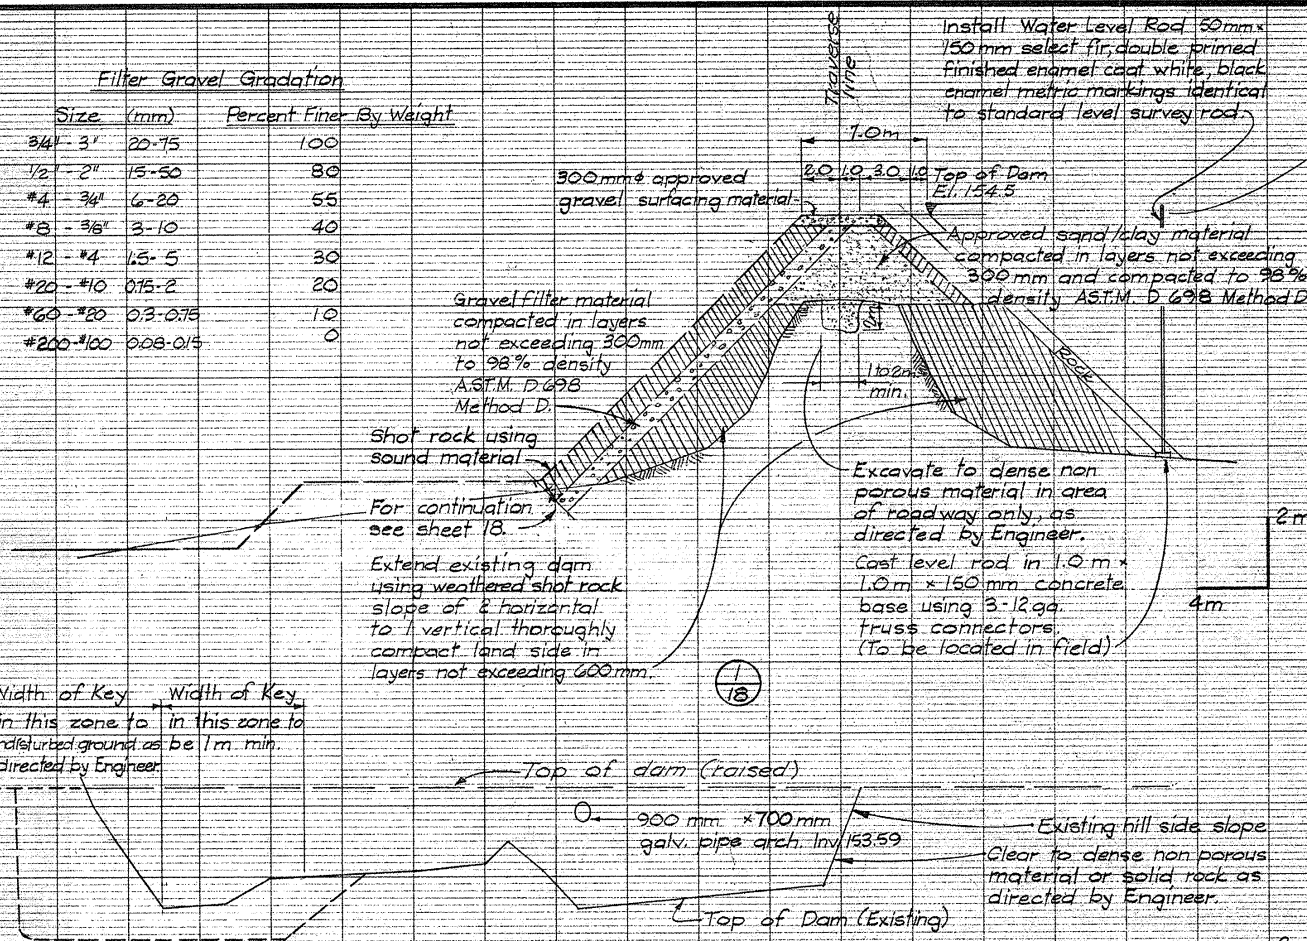 Filter Gravel Gradation
Size (mm) Percent Finer By Weight
3/4" - 3" 20-75 100
1/2" - 2" 15-50 80
#4 - 3/4" 6-20 55
#8 - 3/8" 3-10 40
#12 - #4 1.5-5 30
#20 - #10 0.75-2 20
#60 - #20 0.3-0.75 10
#200-#100 0.08-0.15 0
Traverse
line
Install Water Level Rod 50mm x
150 mm select fir, double primed
finished enamel coat white, black
enamel metric markings identical
to standard level survey rod.
7.0m
2.0 1.0 3.0 1.0
Top of Dam
El. 154.5
300mm ϕ approved
gravel surfacing material
Approved sand/clay material
compacted in layers not exceeding
300mm and compacted to 98%
density A.S.T.M. D 698 Method D
Gravel filter material
compacted in layers
not exceeding 300mm
to 98% density
A.S.T.M. D 698
Method D.
2m
1 to 2m
min.
Rock
Shot rock using
sound material
For continuation
see sheet 18.
Extend existing dam
using weathered shot rock
slope of 2 horizontal
to 1 vertical thoroughly
compact land side in
layers not exceeding 600mm.
Excavate to dense non
porous material in area
of roadway only, as
directed by Engineer.
Cast level rod in 1.0 m x
1.0 m x 150 mm concrete
base using 3-12 ga.
truss connectors
(To be located in field)
2m
4m
1
18
Width of Key
in this zone to
undisturbed ground as
directed by Engineer
Width of Key
in this zone to
be 1m min.
Top of dam (raised)
900 mm x 700 mm
galv. pipe arch. Inv 153.59
Existing hill side slope
Clear to dense non porous
material or solid rock as
directed by Engineer.
Top of Dam (Existing)